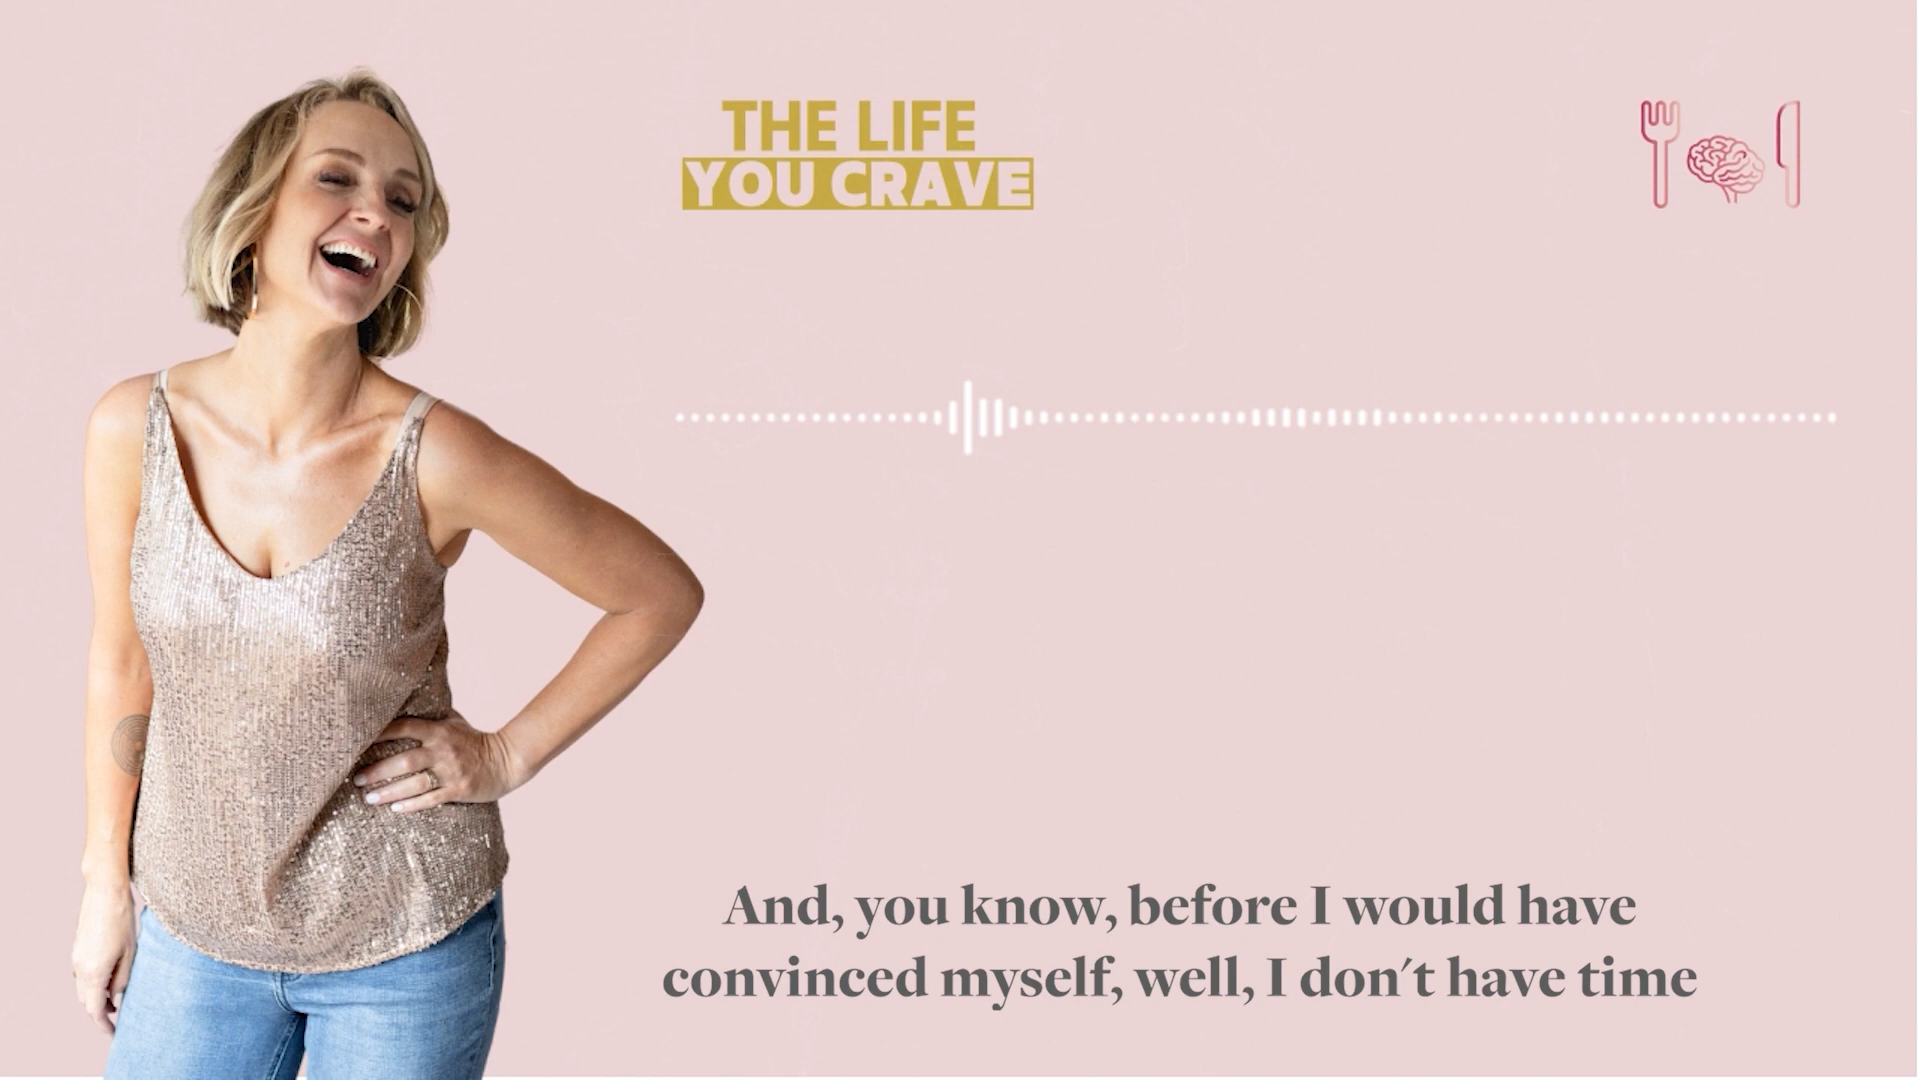 THE LIFE
YOU CRAVE
And, you know, before I would have
convinced myself, well, I don't have time